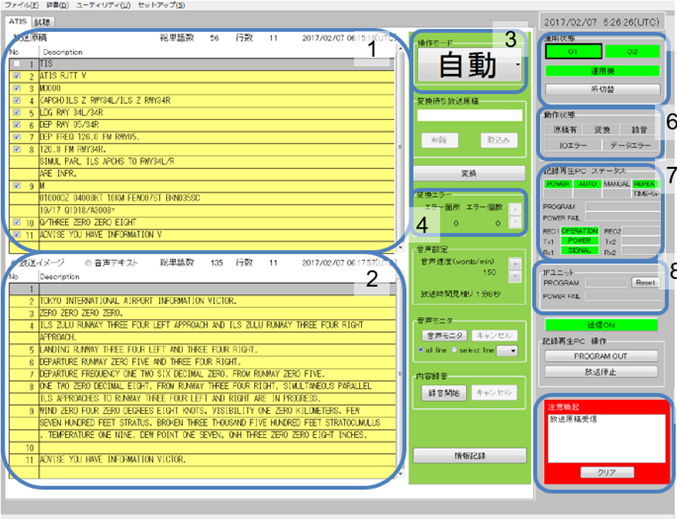 ファイル(F) 辞書(D) ユーティリティ(U) セットアップ(S)
ATIS 試聴
放送原稿 総単語数 56 行数 11 2017/02/07 06:15:18(UTC)
No Description
1 TIS
2 ATIS RJTT V
3 M0000
4 (APCH)ILS Z RWY34L/ILS Z RWY34R
5 LDG RWY 34L/34R
6 DEP RWY 05/34R
7 DEP FREQ 126.0 FM RWY05.
8 120.8 FM RWY34R.
SIMUL PARL ILS APCHS TO RWY34L/R
ARE INPR.
9 M
010000Z 04008KT 10KM FEW007ST BKN035SC
19/17 Q1018/A3008=
10 Q/THREE ZERO ZERO EIGHT
11 ADVISE YOU HAVE INFORMATION V
1
放送イメージ 音声テキスト 総単語数 135 行数 11
No Description
1
2 TOKYO INTERNATIONAL AIRPORT INFORMATION VICTOR.
3 ZERO ZERO ZERO ZERO.
4 ILS ZULU RUNWAY THREE FOUR LEFT APPROACH AND ILS ZULU RUNWAY THREE FOUR RIGHT
APPROACH.
5 LANDING RUNWAY THREE FOUR LEFT AND THREE FOUR RIGHT.
6 DEPARTURE RUNWAY ZERO FIVE AND THREE FOUR RIGHT.
7 DEPARTURE FREQUENCY ONE TWO SIX DECIMAL ZERO. FROM RUNWAY ZERO FIVE.
8 ONE TWO ZERO DECIMAL EIGHT. FROM RUNWAY THREE FOUR RIGHT. SIMULTANEOUS PARALLEL
ILS APPROACHES TO RUNWAY THREE FOUR LEFT AND RIGHT ARE IN PROGRESS.
9 WIND ZERO FOUR ZERO DEGREES EIGHT KNOTS. VISIBILITY ONE ZERO KILOMETERS. FEW
SEVEN HUNDRED FEET STRATUS. BROKEN THREE THOUSAND FIVE HUNDRED FEET STRATOCUMULUS
. TEMPERATURE ONE NINE. DEW POINT ONE SEVEN. QNH THREE ZERO ZERO EIGHT INCHES.
10
11 ADVISE YOU HAVE INFORMATION VICTOR.
2
操作モード
自動
3
変換待ち放送原稿
削除 取込み
変換
変換エラー
エラー箇所 エラー個数
0 0
4
音声設定
音声速度(words/min)
150
放送時間見積り 1分8秒
音声モニタ
音声モニタ キャンセル
all line select line
内容録音
録音開始 キャンセル
情報記録
2017/02/07 6:26:26(UTC)
運用状態
01 02
運用機
系切替
5
動作状態
原稿有 変換 録音
IOエラー データエラー
6
記録再生PC ステータス
POWER AUTO MANUAL REPEAT
TIME-UP
PROGRAM
POWER FAIL
REC1 OPERATION REC2
Tx1 POWER Tx2
Rx1 SIGNAL Rx2
7
IFユニット
PROGRAM Reset
POWER FAIL
8
送信ON
記録再生PC 操作
PROGRAM OUT
放送停止
注意喚起
放送原稿受信
クリア